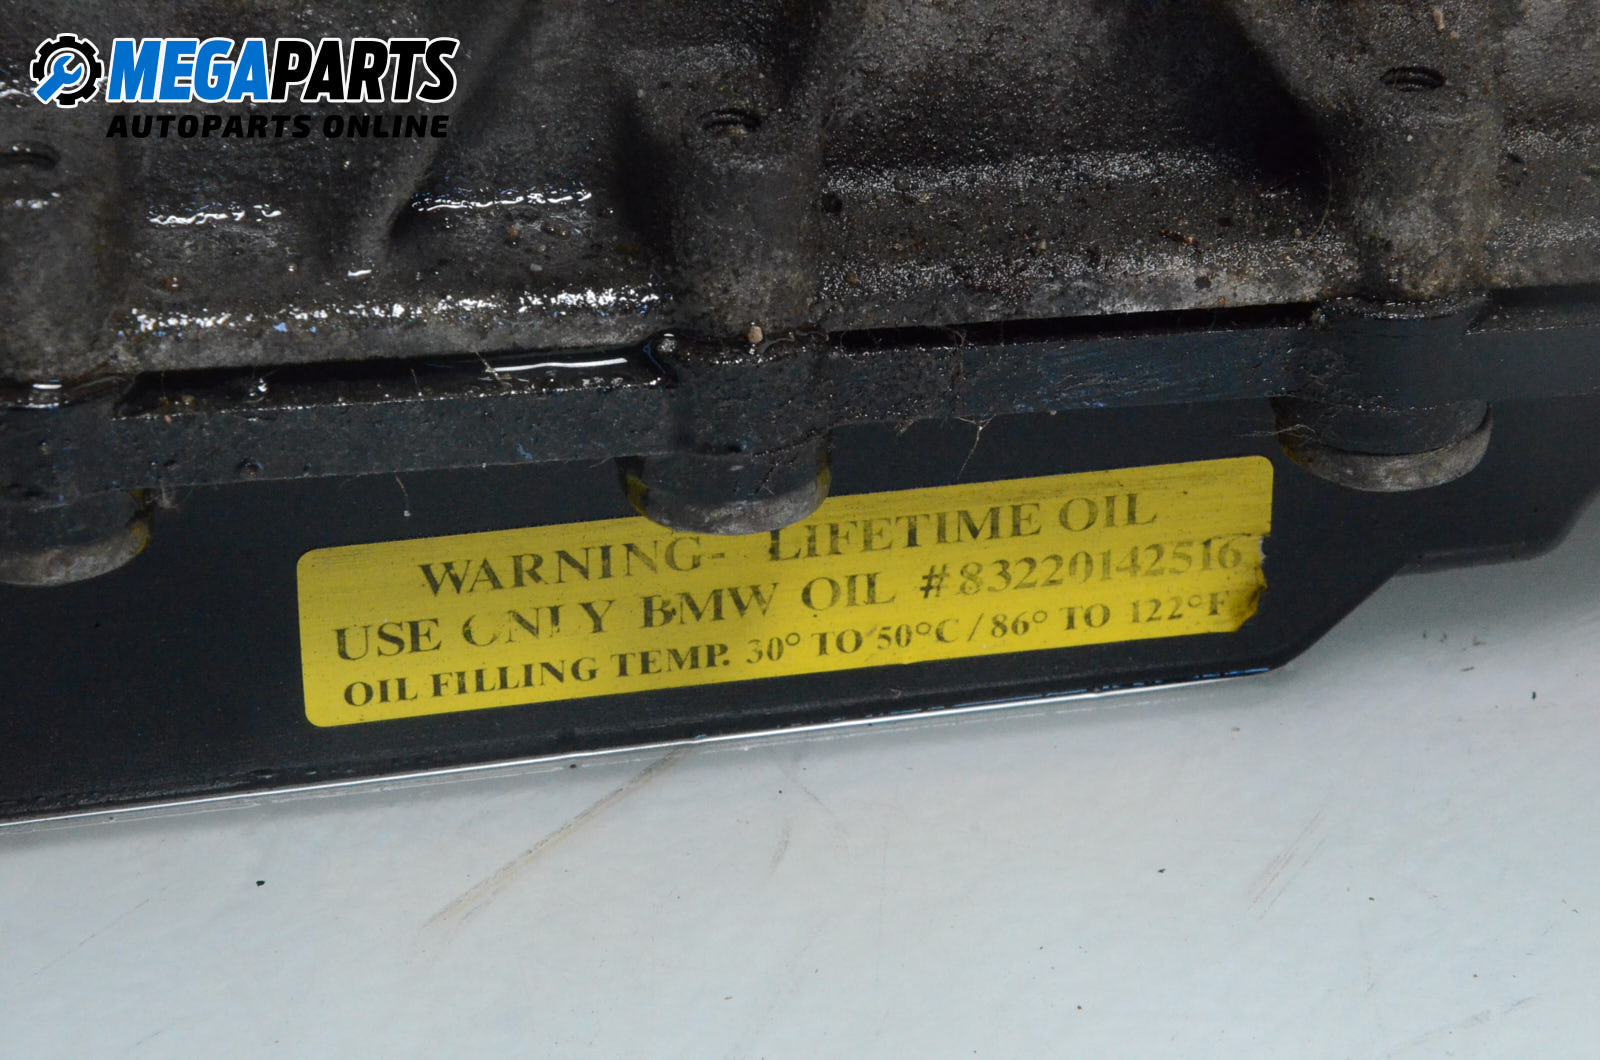 MEGAPARTS
AUTOPARTS ONLINE
WARNING- LIFETIME OIL
USE ONLY BMW OIL #83220142516
OIL FILLING TEMP. 30° TO 50°C / 86° TO 122°F